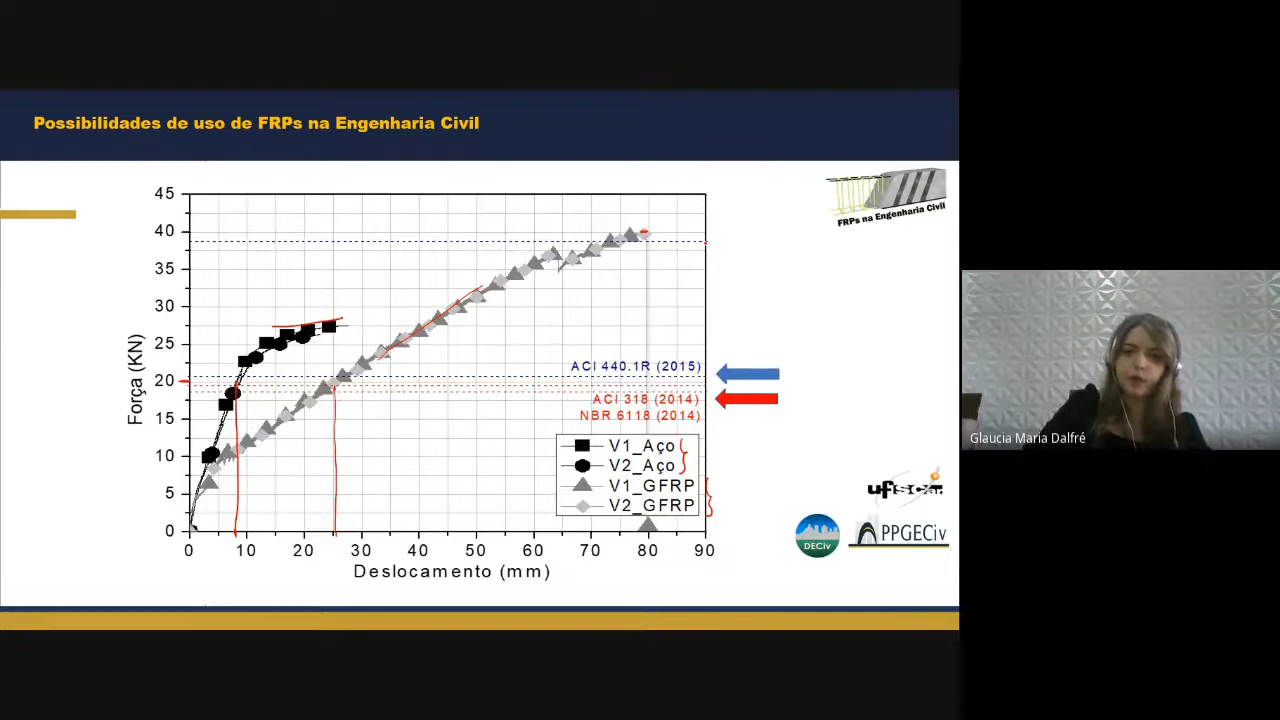 Possibilidades de uso de FRPs na Engenharia Civil
FRPs na Engenharia Civil
45
40
35
30
25
20
15
10
5
0
Força (KN)
0 10 20 30 40 50 60 70 80 90
Deslocamento (mm)
ACI 440.1R (2015)
ACI 318 (2014)
NBR 6118 (2014)
V1_Aço
V2_Aço
V1_GFRP
V2_GFRP
Glaucia Maria Dalfré
ufscar
DECiv
PPGECiv